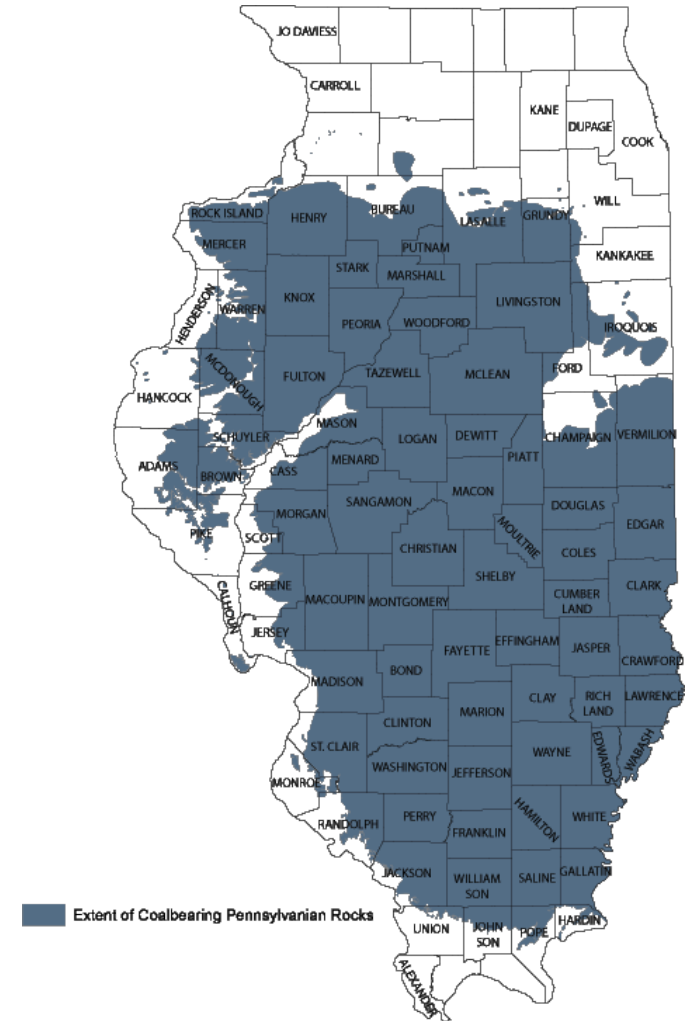 JO DAVIESS
CARROLL
KANE
DUPAGE
COOK
ROCK ISLAND
HENRY
BUREAU
LASALLE
GRUNDY
WILL
MERCER
PUTNAM
KANKAKEE
STARK
MARSHALL
HENDERSON
WARREN
KNOX
LIVINGSTON
PEORIA
WOODFORD
IROQUOIS
MCDONOUGH
FULTON
TAZEWELL
MCLEAN
FORD
HANCOCK
MASON
SCHUYLER
LOGAN
DEWITT
CHAMPAIGN
VERMILION
ADAMS
BROWN
CASS
MENARD
PIATT
MACON
SANGAMON
DOUGLAS
MORGAN
EDGAR
PIKE
SCOTT
CHRISTIAN
MOULTRIE
COLES
SHELBY
GREENE
CALHOUN
MACOUPIN
MONTGOMERY
CUMBER
LAND
CLARK
JERSEY
FAYETTE
EFFINGHAM
JASPER
CRAWFORD
MADISON
BOND
CLAY
RICH
LAND
LAWRENCE
MARION
CLINTON
ST. CLAIR
WAYNE
EDWARDS
WABASH
WASHINGTON
JEFFERSON
MONROE
RANDOLPH
PERRY
FRANKLIN
HAMILTON
WHITE
JACKSON
WILLIAM
SON
SALINE
GALLATIN
Extent of Coalbearing Pennsylvanian Rocks
UNION
JOHN
SON
POPE
HARDIN
ALEXANDER